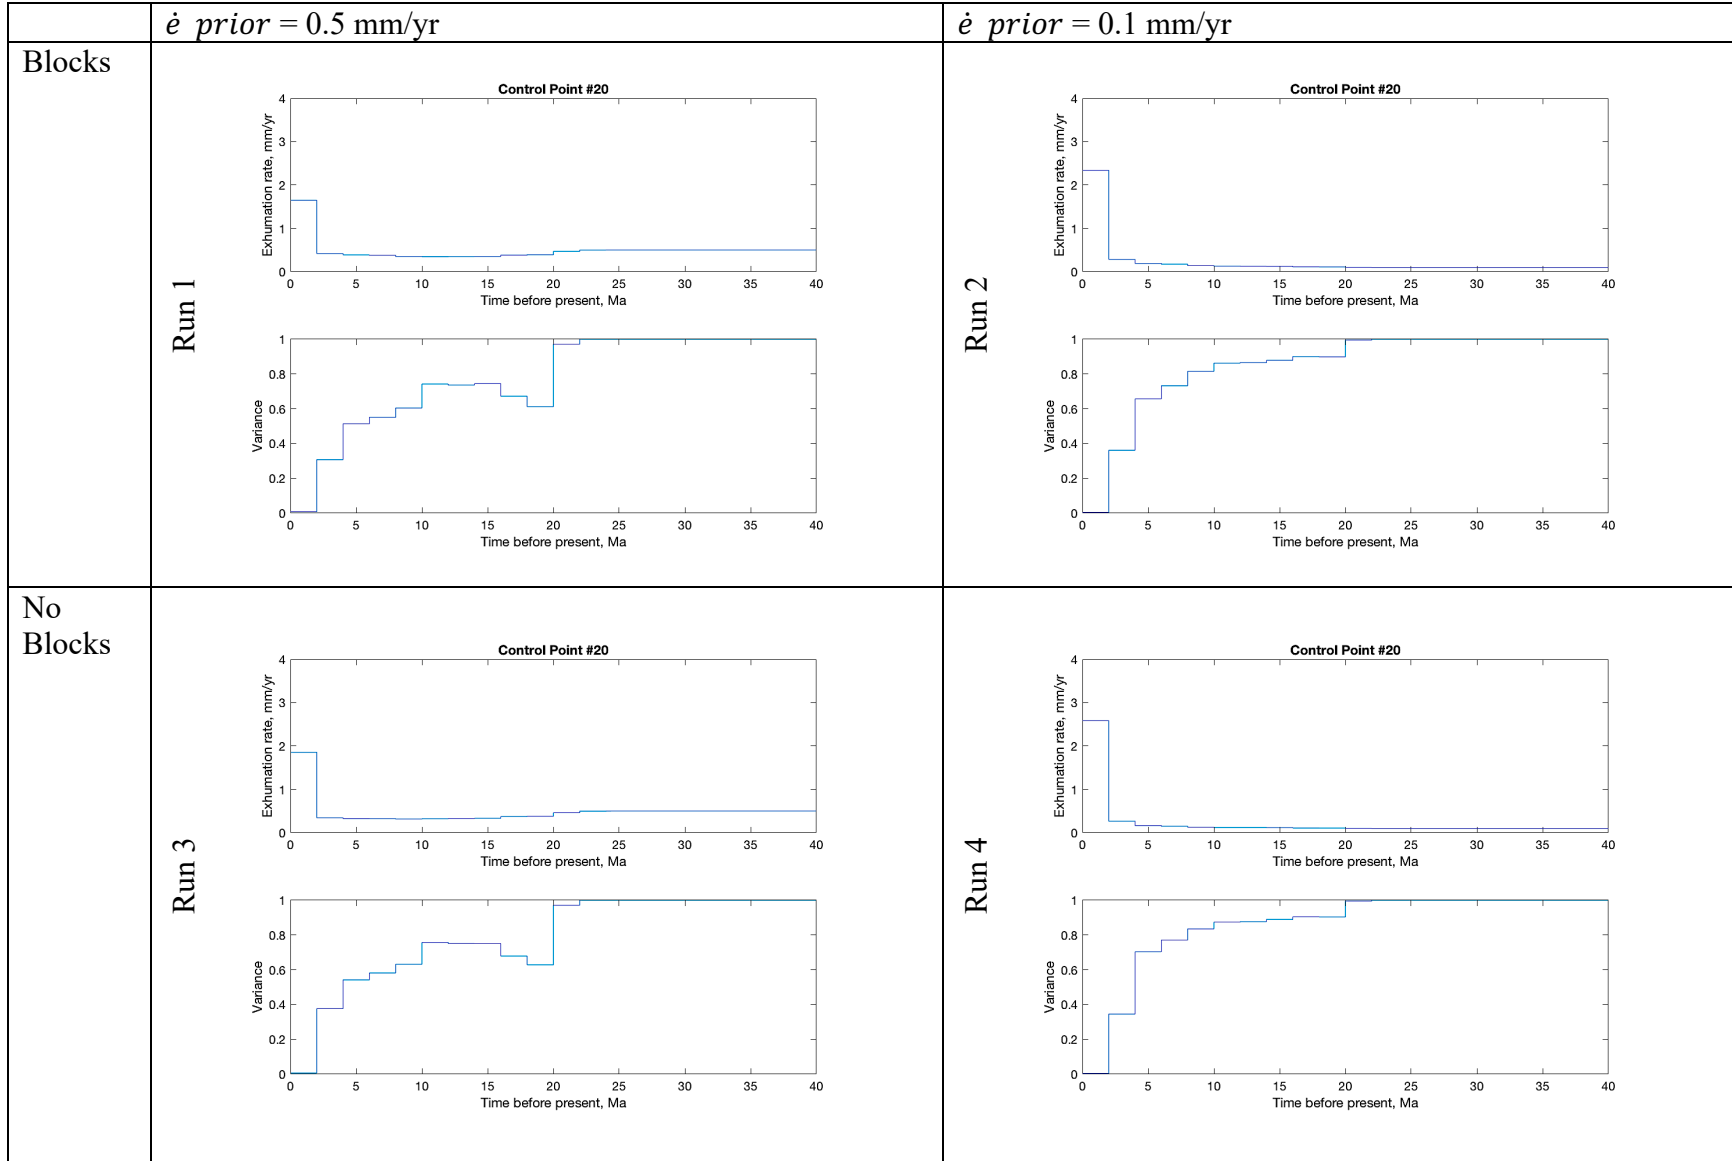 ė prior = 0.5 mm/yr
ė prior = 0.1 mm/yr
Blocks
Run 1
Control Point #20
Exhumation rate, mm/yr
4
3
2
1
0
0 5 10 15 20 25 30 35 40
Time before present, Ma
Variance
1
0.8
0.6
0.4
0.2
0
0 5 10 15 20 25 30 35 40
Time before present, Ma
Run 2
Control Point #20
Exhumation rate, mm/yr
4
3
2
1
0
0 5 10 15 20 25 30 35 40
Time before present, Ma
Variance
1
0.8
0.6
0.4
0.2
0
0 5 10 15 20 25 30 35 40
Time before present, Ma
No
Blocks
Run 3
Control Point #20
Exhumation rate, mm/yr
4
3
2
1
0
0 5 10 15 20 25 30 35 40
Time before present, Ma
Variance
1
0.8
0.6
0.4
0.2
0
0 5 10 15 20 25 30 35 40
Time before present, Ma
Run 4
Control Point #20
Exhumation rate, mm/yr
4
3
2
1
0
0 5 10 15 20 25 30 35 40
Time before present, Ma
Variance
1
0.8
0.6
0.4
0.2
0
0 5 10 15 20 25 30 35 40
Time before present, Ma